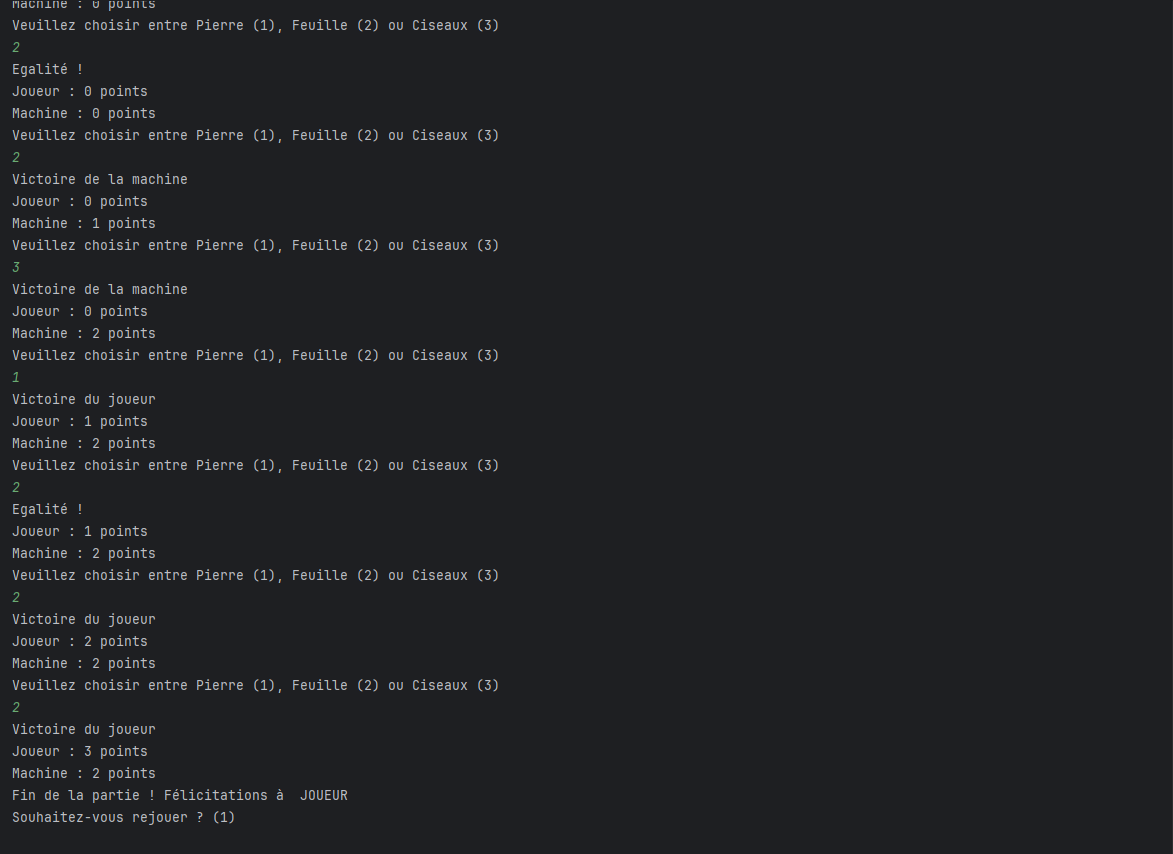 Machine : 0 points
Veuillez choisir entre Pierre (1), Feuille (2) ou Ciseaux (3)
2
Egalité !
Joueur : 0 points
Machine : 0 points
Veuillez choisir entre Pierre (1), Feuille (2) ou Ciseaux (3)
2
Victoire de la machine
Joueur : 0 points
Machine : 1 points
Veuillez choisir entre Pierre (1), Feuille (2) ou Ciseaux (3)
3
Victoire de la machine
Joueur : 0 points
Machine : 2 points
Veuillez choisir entre Pierre (1), Feuille (2) ou Ciseaux (3)
1
Victoire du joueur
Joueur : 1 points
Machine : 2 points
Veuillez choisir entre Pierre (1), Feuille (2) ou Ciseaux (3)
2
Egalité !
Joueur : 1 points
Machine : 2 points
Veuillez choisir entre Pierre (1), Feuille (2) ou Ciseaux (3)
2
Victoire du joueur
Joueur : 2 points
Machine : 2 points
Veuillez choisir entre Pierre (1), Feuille (2) ou Ciseaux (3)
2
Victoire du joueur
Joueur : 3 points
Machine : 2 points
Fin de la partie ! Félicitations à  JOUEUR
Souhaitez-vous rejouer ? (1)